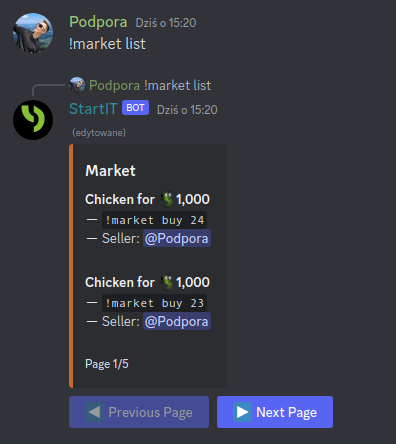 Podpora Dziś o 15:20
!market list
Podpora !market list
StartIT BOT Dziś o 15:20
(edytowane)
Market
Chicken for 1,000
— !market buy 24
— Seller: @Podpora
Chicken for 1,000
— !market buy 23
— Seller: @Podpora
Page 1/5
Previous Page
Next Page